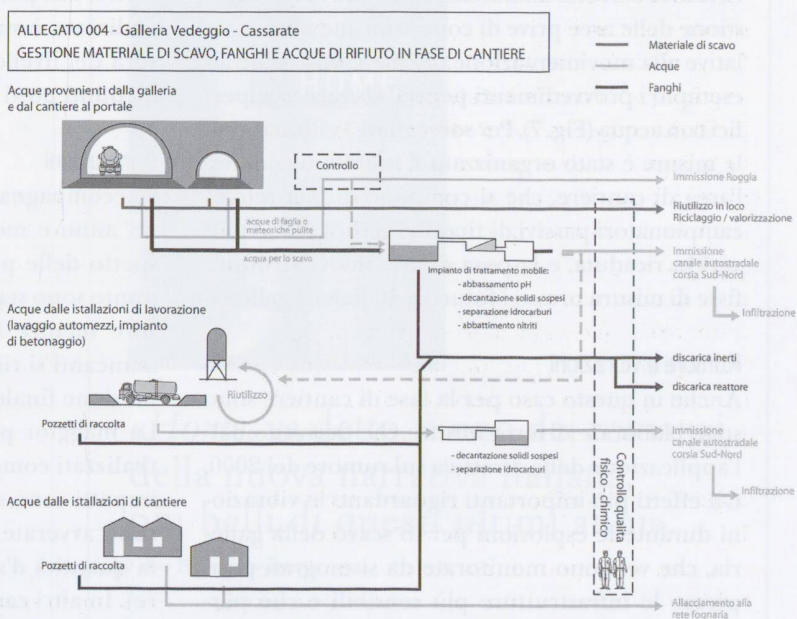 ALLEGATO 004 - Galleria Vedeggio - Cassarate
GESTIONE MATERIALE DI SCAVO, FANGHI E ACQUE DI RIFIUTO IN FASE DI CANTIERE
Materiale di scavo
Acque
Fanghi
Acque provenienti dalla galleria
e dal cantiere al portale
Controllo
Immissione Roggia
Riutilizzo in loco
Riciclaggio / valorizzazione
acque di faglia o
meteoriche pulite
acqua per lo scavo
Immissione
canale autostradale
corsia Sud-Nord
Infiltrazione
Impianto di trattamento mobile:
- abbassamento pH
- decantazione solidi sospesi
- separazione idrocarburi
- abbattimento nitriti
Acque dalle istallazioni di lavorazione
(lavaggio automezzi, impianto
di betonaggio)
Riutilizzo
Pozzetti di raccolta
discarica inerti
discarica reattore
- decantazione solidi sospesi
- separazione idrocarburi
Immissione
canale autostradale
corsia Sud-Nord
Infiltrazione
Controllo qualita
fisico - chimica
Acque dalle istallazioni di cantiere
Pozzetti di raccolta
Allacciamento alla
rete fognaria